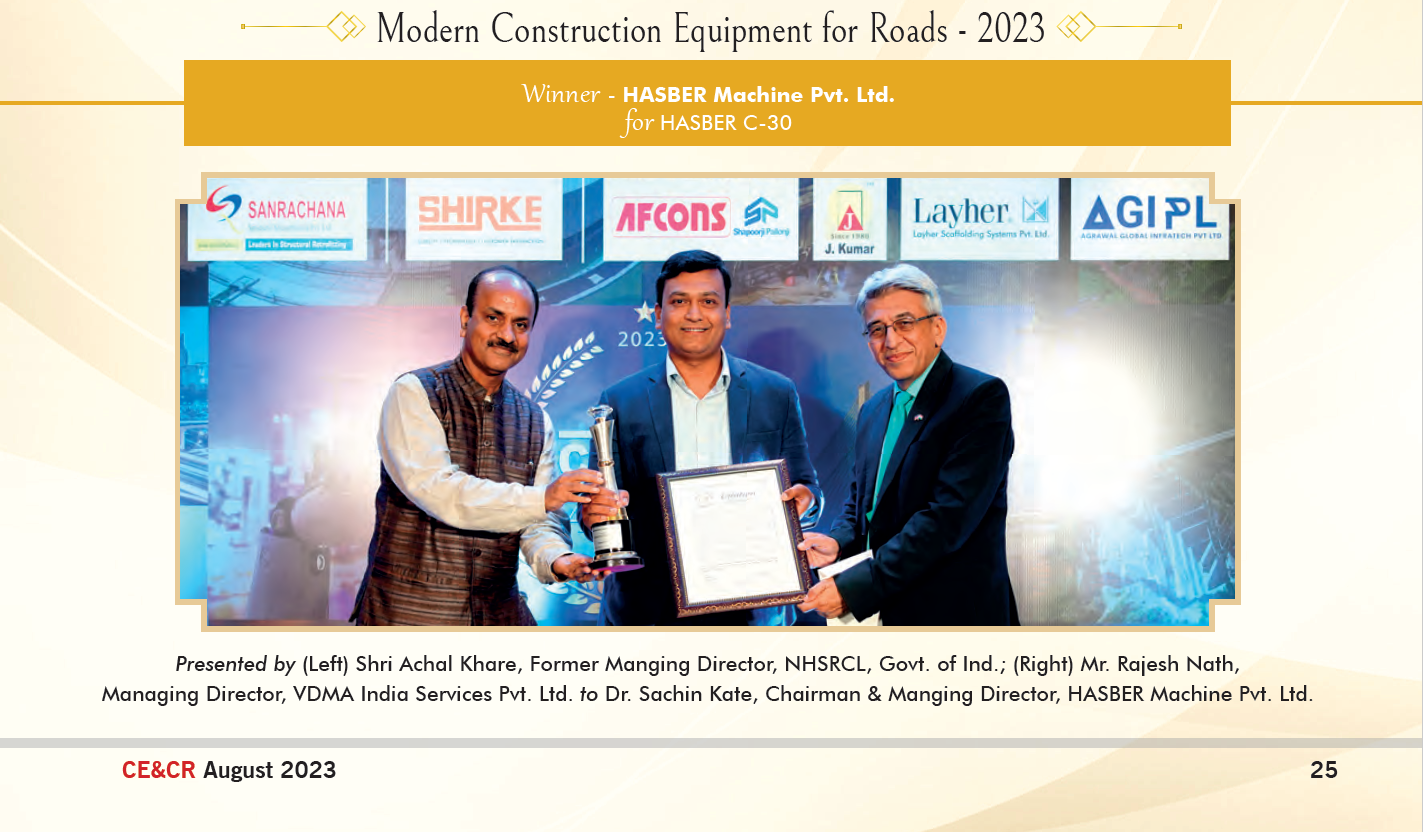 Modern Construction Equipment for Roads - 2023
Winner - HASBER Machine Pvt. Ltd.
for HASBER C-30
SANRACHANA
Leaders in Structural Retrofitting
SHIRKE
AFCONS
Shapoorji Pallonji
J
SINCE 1980
J. Kumar
Layher
Layher Scaffolding Systems Pvt. Ltd.
AGIPL
AGRAWAL GLOBAL INFRATECH PVT LTD
2023
Presented by (Left) Shri Achal Khare, Former Manging Director, NHSRCL, Govt. of Ind.; (Right) Mr. Rajesh Nath,
Managing Director, VDMA India Services Pvt. Ltd. to Dr. Sachin Kate, Chairman & Manging Director, HASBER Machine Pvt. Ltd.
CE&CR August 2023
25